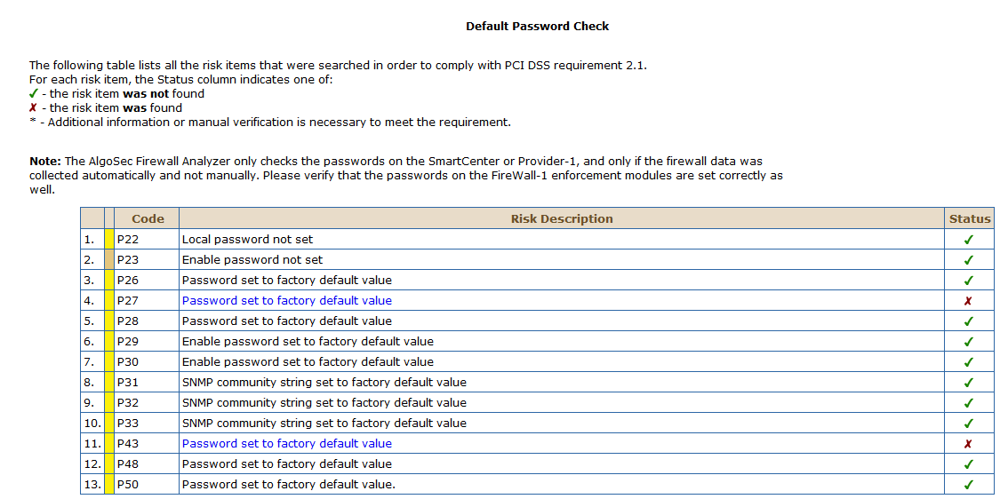 Default Password Check
The following table lists all the risk items that were searched in order to comply with PCI DSS requirement 2.1.
For each risk item, the Status column indicates one of:
✓ - the risk item was not found
✗ - the risk item was found
* - Additional information or manual verification is necessary to meet the requirement.
Note: The AlgoSec Firewall Analyzer only checks the passwords on the SmartCenter or Provider-1, and only if the firewall data was
collected automatically and not manually. Please verify that the passwords on the FireWall-1 enforcement modules are set correctly as
well.
Code Risk Description Status
1. P22 Local password not set ✓
2. P23 Enable password not set ✓
3. P26 Password set to factory default value ✓
4. P27 Password set to factory default value ✗
5. P28 Password set to factory default value ✓
6. P29 Enable password set to factory default value ✓
7. P30 Enable password set to factory default value ✓
8. P31 SNMP community string set to factory default value ✓
9. P32 SNMP community string set to factory default value ✓
10. P33 SNMP community string set to factory default value ✓
11. P43 Password set to factory default value ✗
12. P48 Password set to factory default value ✓
13. P50 Password set to factory default value. ✓